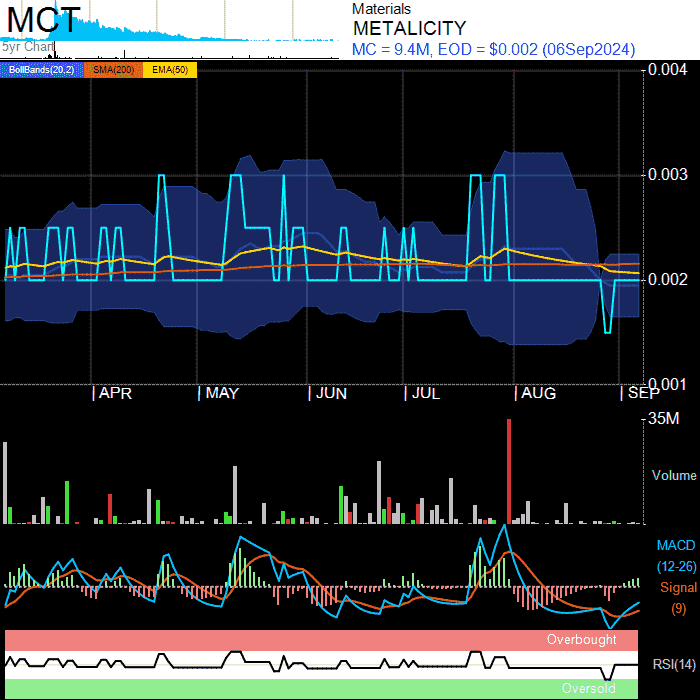 MCT
5yr Chart
Materials
METALICITY
MC = 9.4M, EOD = $0.002 (06Sep2024)
BollBands(20,2) SMA(200) EMA(50)
0.004
0.003
0.002
0.001
| APR | MAY | JUN | JUL | AUG | SEP
35M
Volume
MACD
(12-26)
Signal
(9)
Overbought
RSI(14)
Oversold